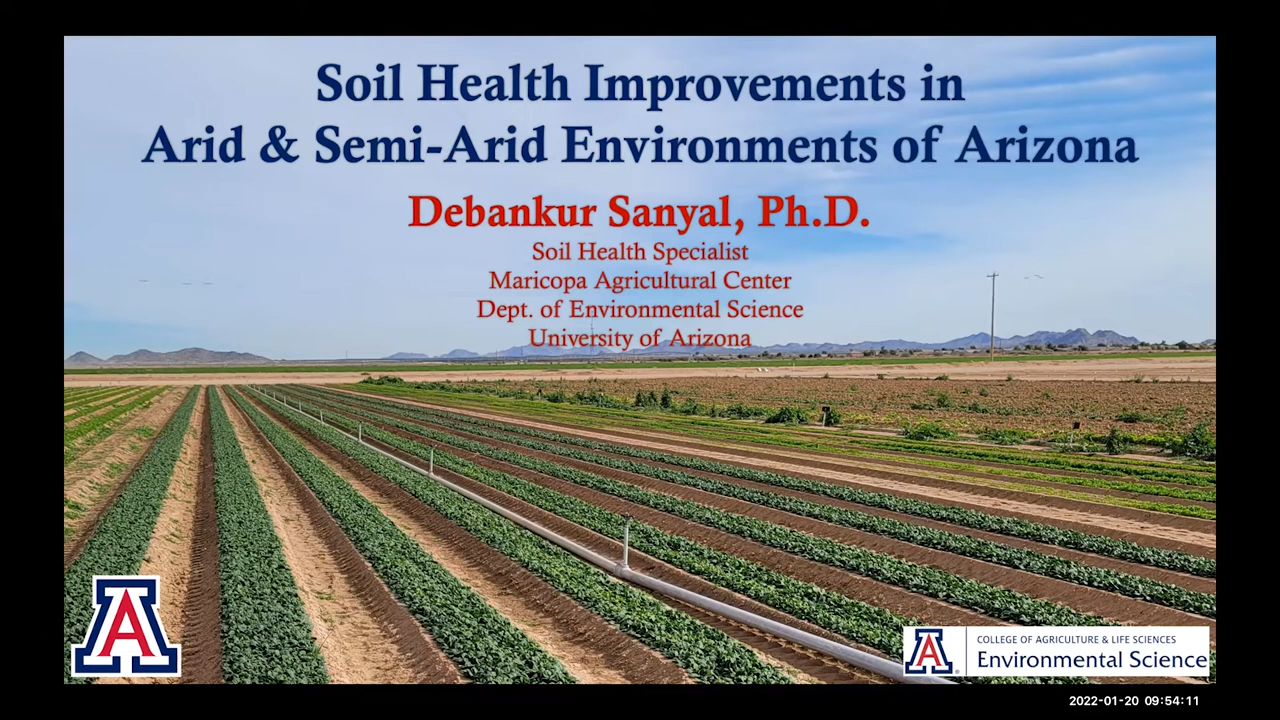 Soil Health Improvements in
Arid & Semi-Arid Environments of Arizona
Debankur Sanyal, Ph.D.
Soil Health Specialist
Maricopa Agricultural Center
Dept. of Environmental Science
University of Arizona
A
A
COLLEGE OF AGRICULTURE & LIFE SCIENCES
Environmental Science
2022-01-20 09:54:11